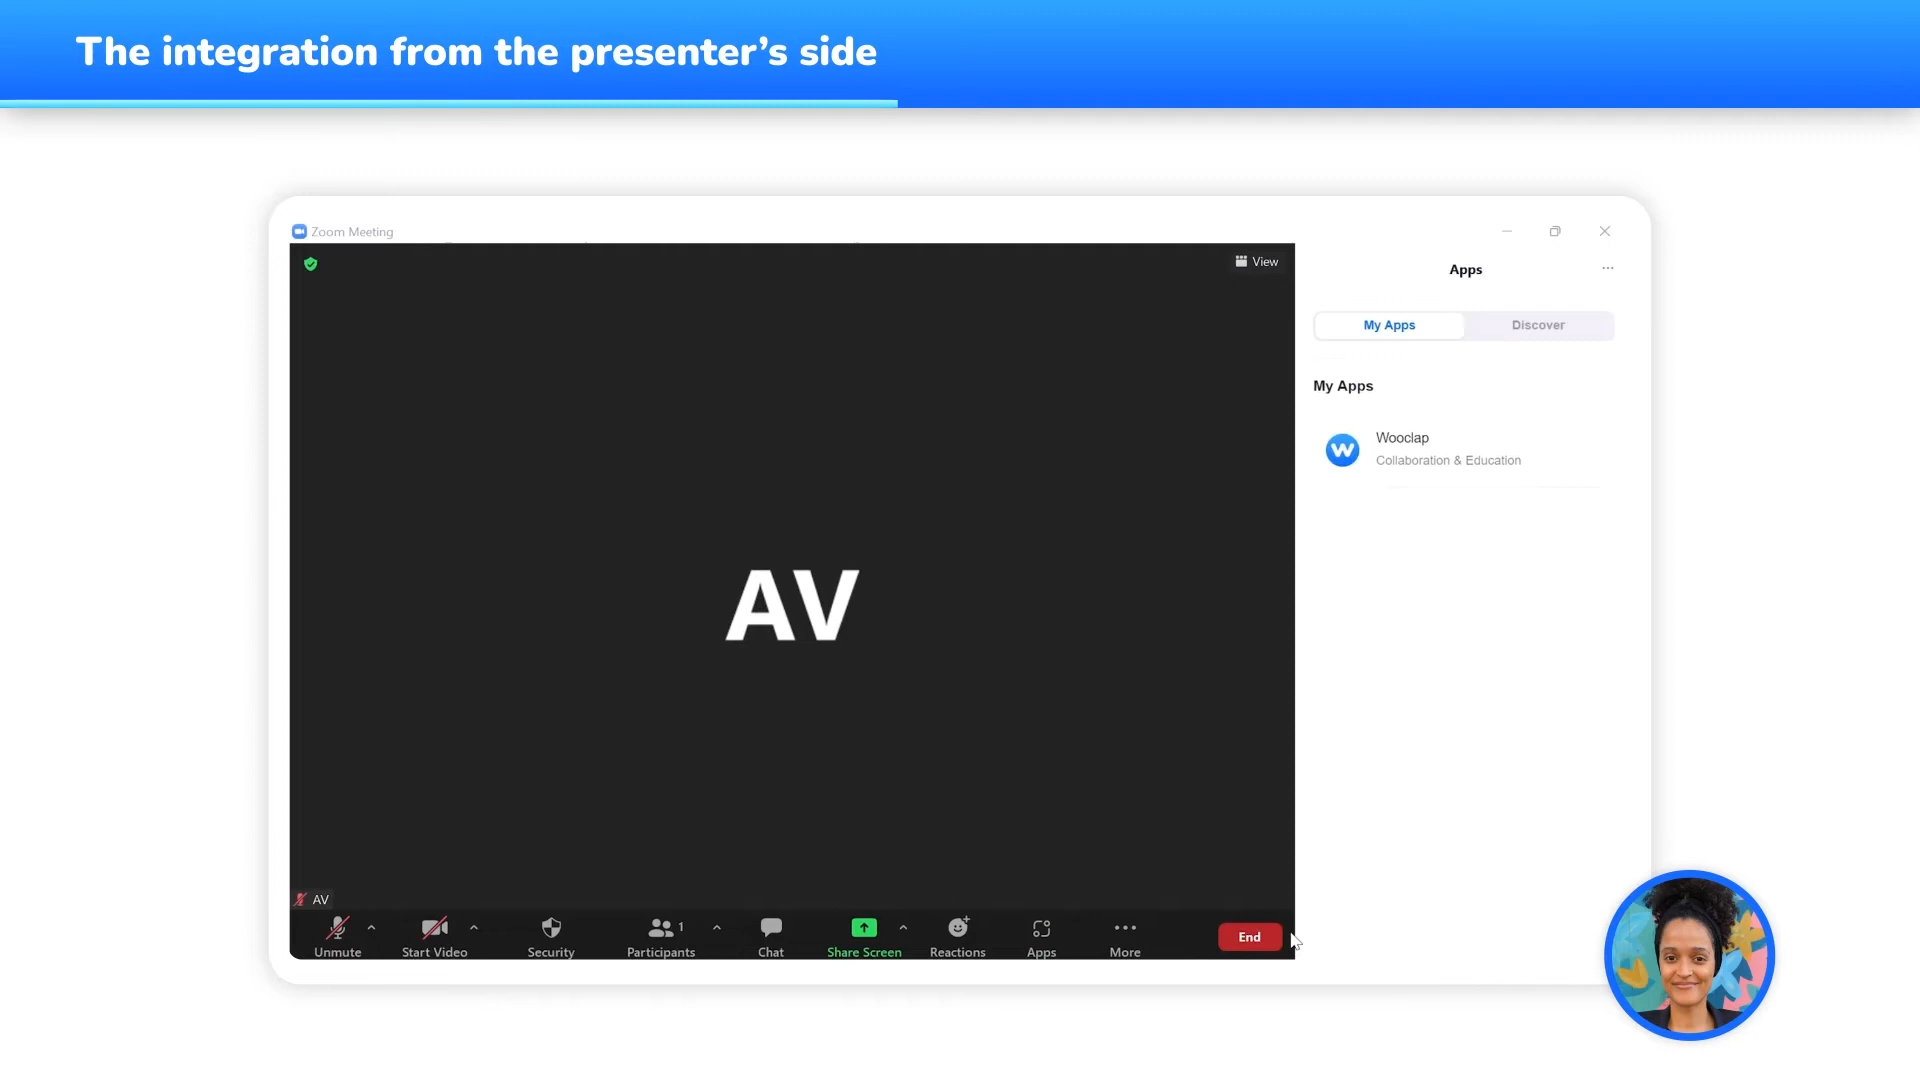 The integration from the presenter’s side
Zoom Meeting
View
Apps
My Apps
Discover
My Apps
Wooclap
Collaboration & Education
AV
AV
1
Unmute
Start Video
Security
Participants
Chat
Share Screen
Reactions
Apps
More
End